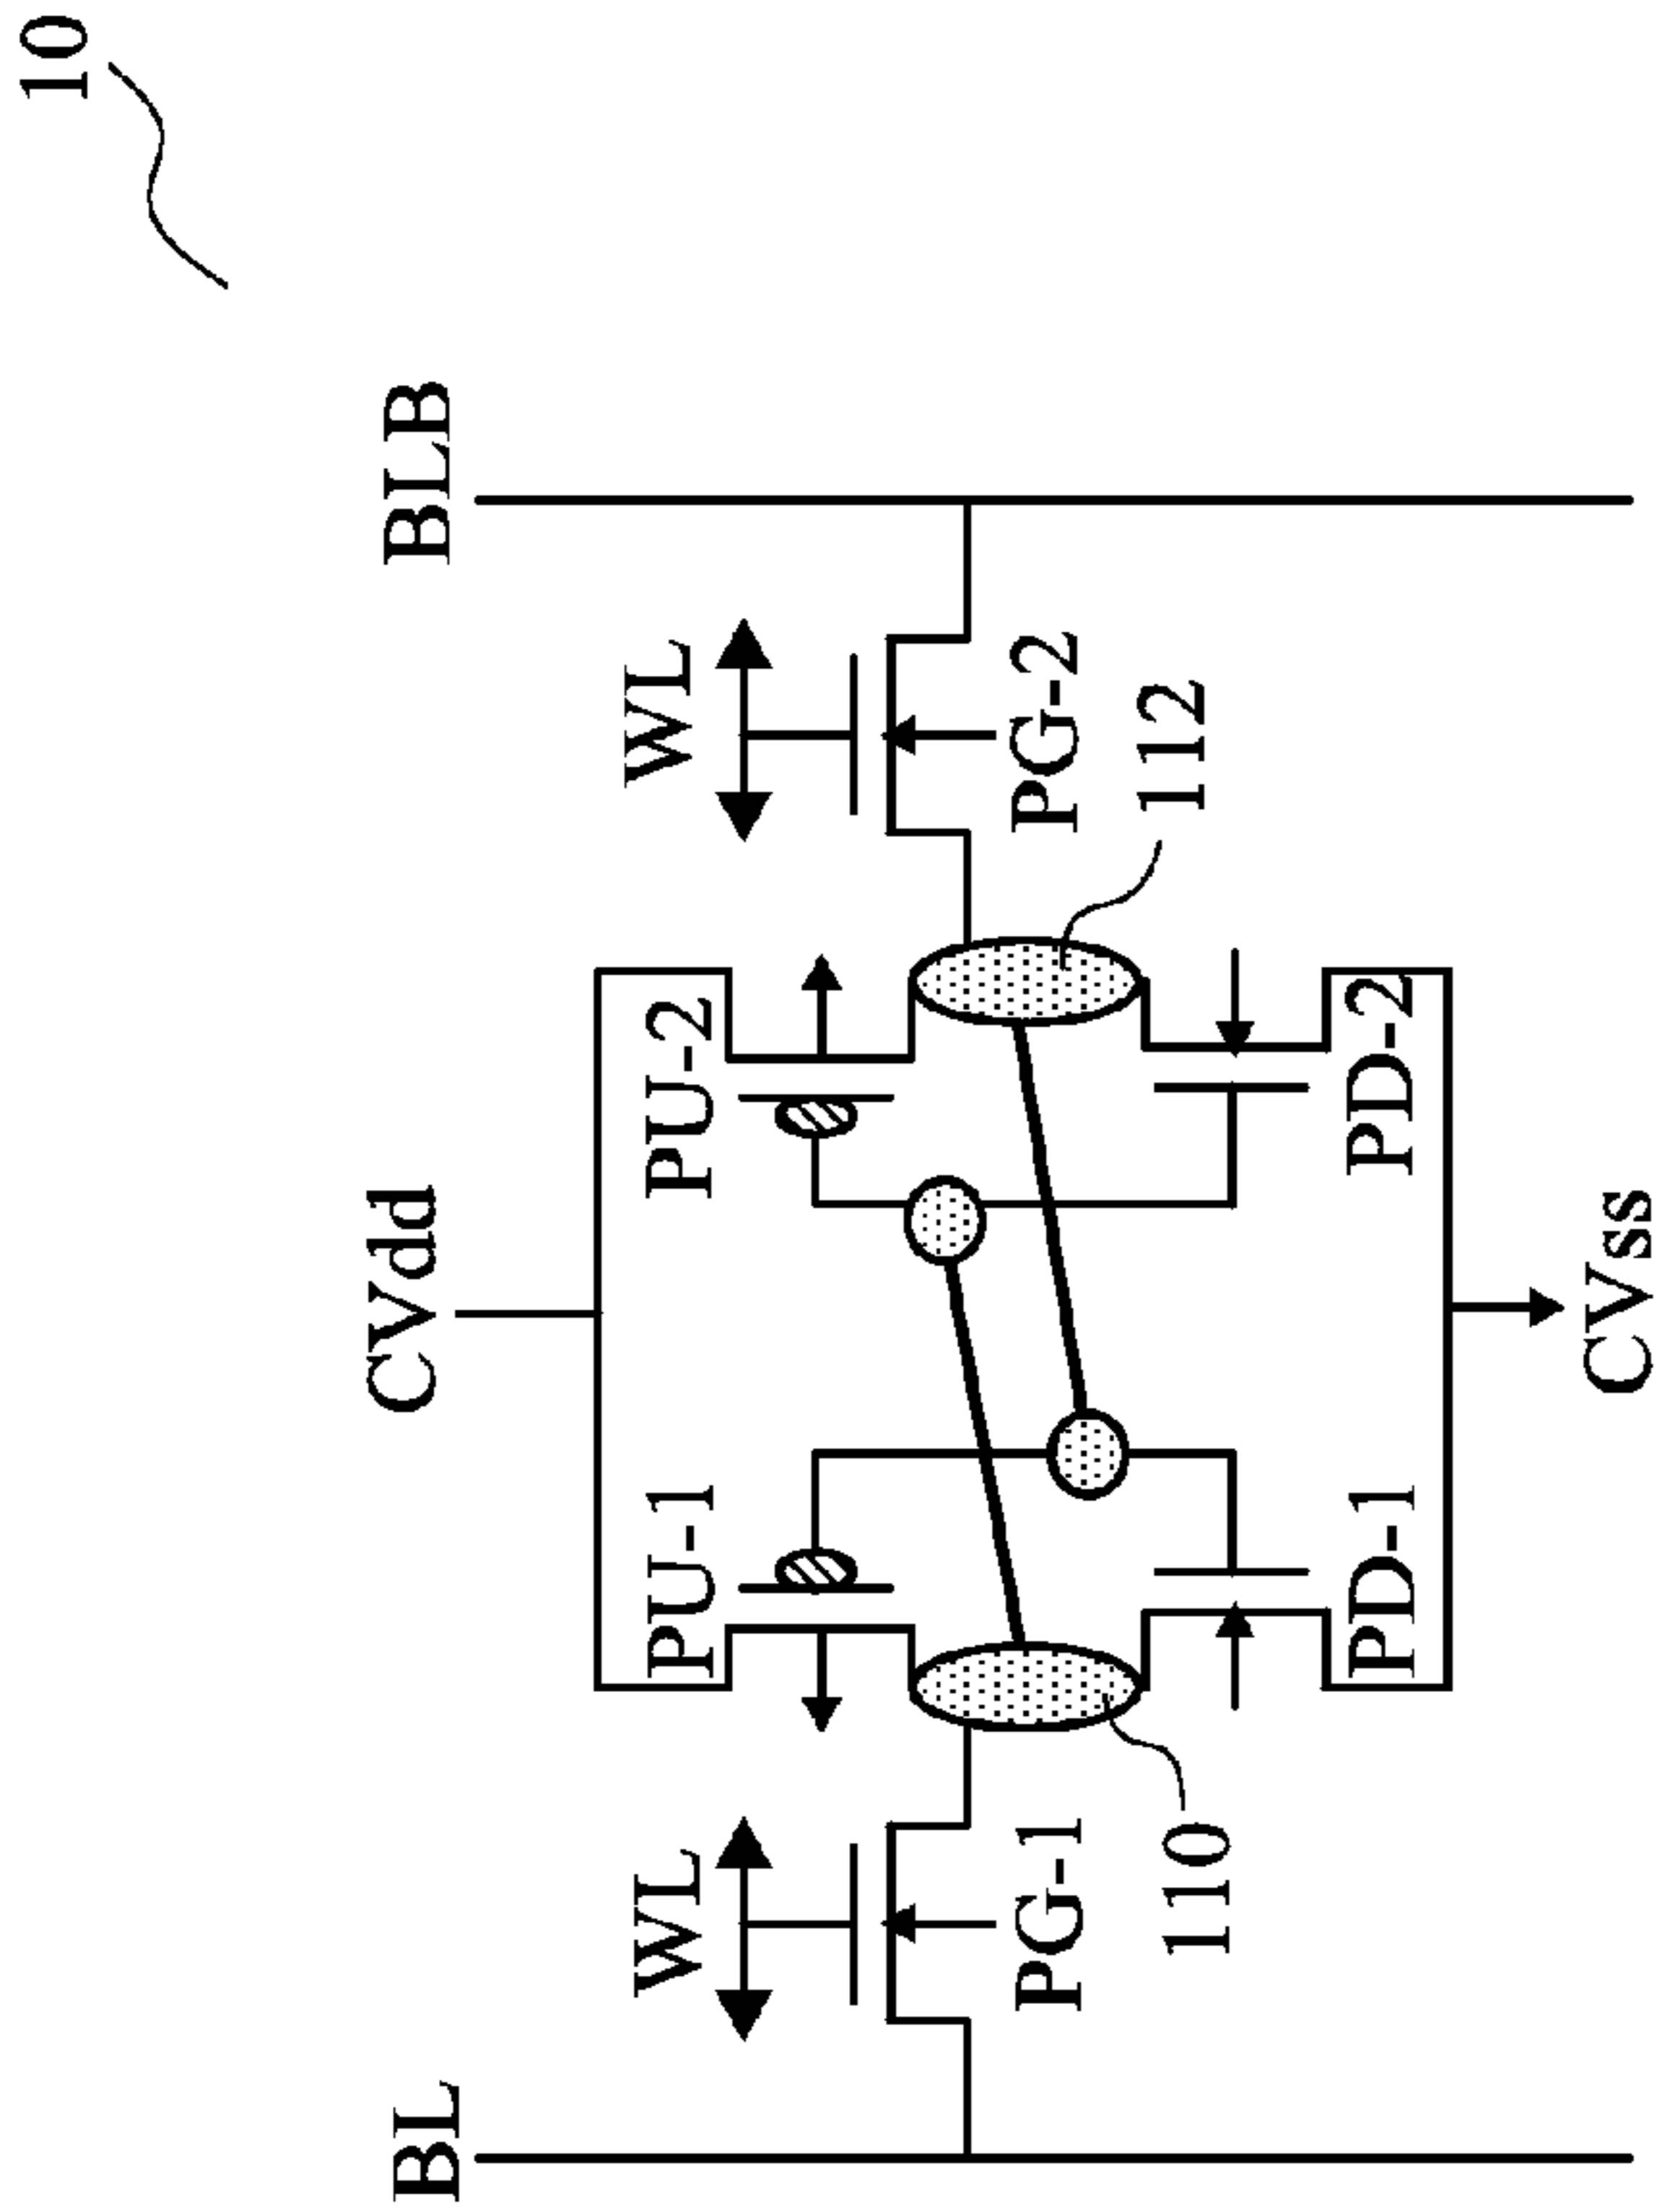 10
BL
CVdd
BLB
WL
PU-1
PU-2
WL
PG-1
PG-2
110
112
PD-1
PD-2
CVss